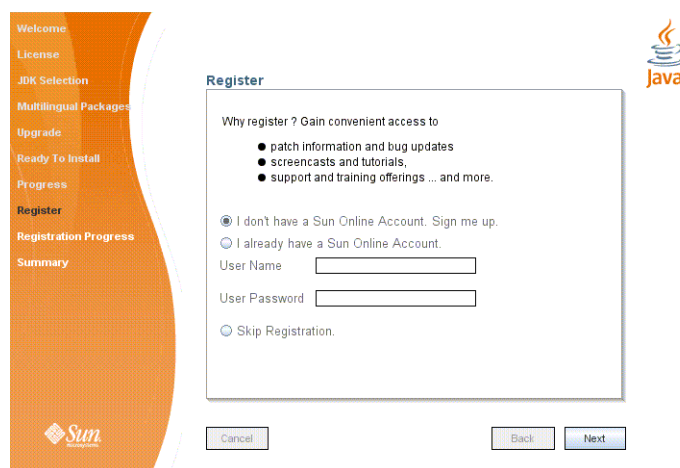 Welcome
License
JDK Selection
Multilingual Packages
Upgrade
Ready To Install
Progress
Register
Registration Progress
Summary
Sun
microsystems
Java
Register
Why register ? Gain convenient access to
● patch information and bug updates
● screencasts and tutorials,
● support and training offerings ... and more.
I don't have a Sun Online Account. Sign me up.
I already have a Sun Online Account.
User Name
User Password
Skip Registration.
Cancel
Back
Next